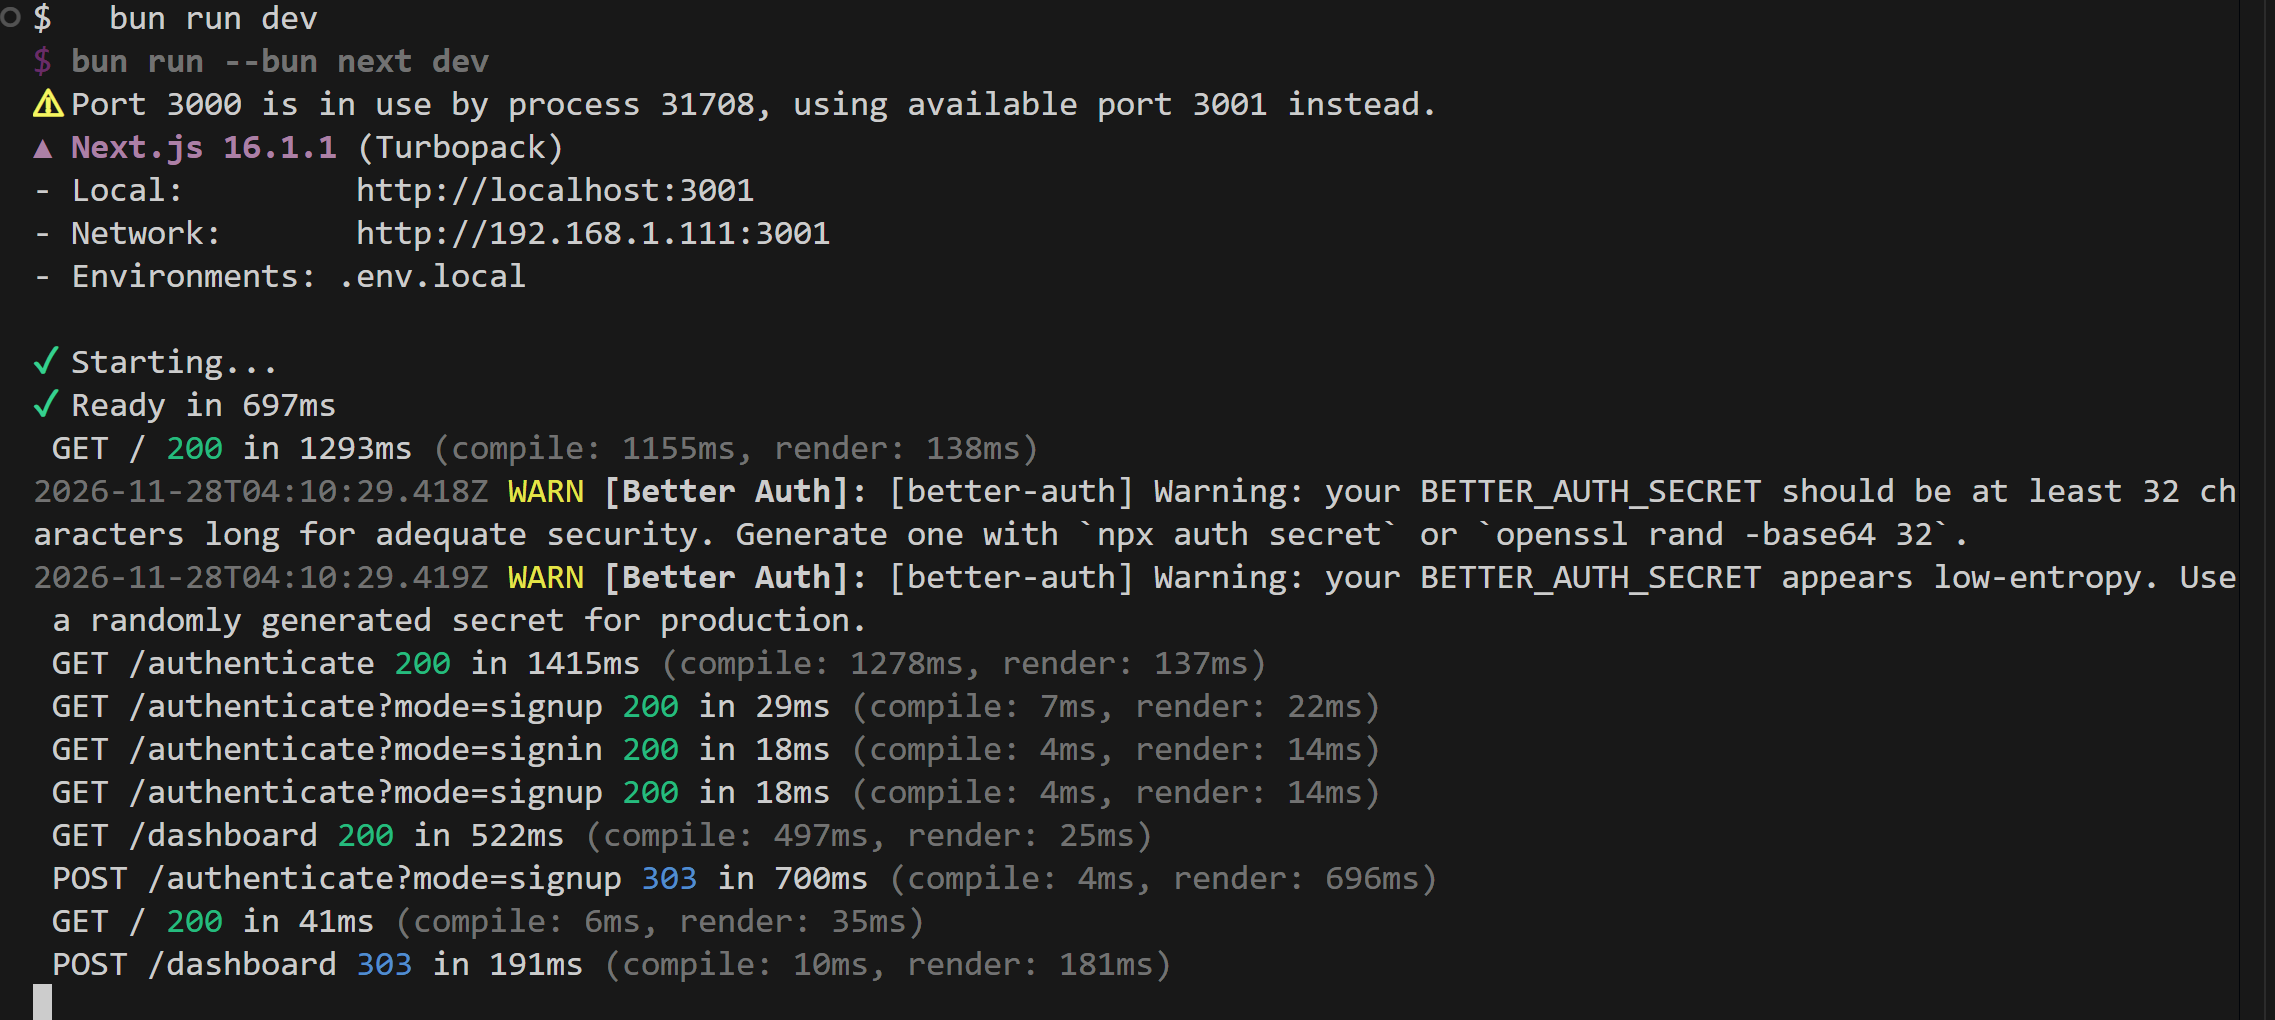 $   bun run dev
$ bun run --bun next dev
⚠ Port 3000 is in use by process 31708, using available port 3001 instead.
▲ Next.js 16.1.1 (Turbopack)
- Local:         http://localhost:3001
- Network:       http://192.168.1.111:3001
- Environments: .env.local
✓ Starting...
✓ Ready in 697ms
GET / 200 in 1293ms (compile: 1155ms, render: 138ms)
2026-11-28T04:10:29.418Z WARN [Better Auth]: [better-auth] Warning: your BETTER_AUTH_SECRET should be at least 32 ch
aracters long for adequate security. Generate one with `npx auth secret` or `openssl rand -base64 32`.
2026-11-28T04:10:29.419Z WARN [Better Auth]: [better-auth] Warning: your BETTER_AUTH_SECRET appears low-entropy. Use
a randomly generated secret for production.
GET /authenticate 200 in 1415ms (compile: 1278ms, render: 137ms)
GET /authenticate?mode=signup 200 in 29ms (compile: 7ms, render: 22ms)
GET /authenticate?mode=signin 200 in 18ms (compile: 4ms, render: 14ms)
GET /authenticate?mode=signup 200 in 18ms (compile: 4ms, render: 14ms)
GET /dashboard 200 in 522ms (compile: 497ms, render: 25ms)
POST /authenticate?mode=signup 303 in 700ms (compile: 4ms, render: 696ms)
GET / 200 in 41ms (compile: 6ms, render: 35ms)
POST /dashboard 303 in 191ms (compile: 10ms, render: 181ms)